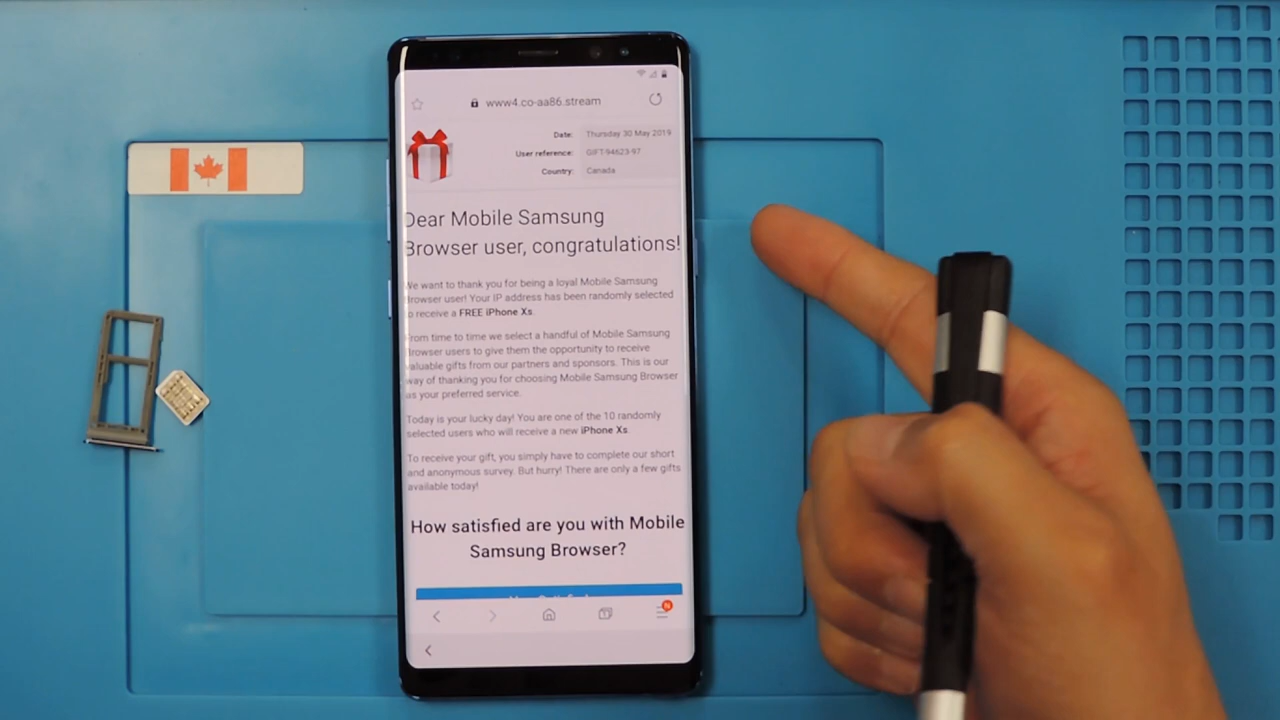 www4.co-aa86.stream
Date: Thursday 30 May 2019
User reference: GIFT-94623-97
Country: Canada
Dear Mobile Samsung
Browser user, congratulations!
We want to thank you for being a loyal Mobile Samsung
Browser user! Your IP address has been randomly selected
to receive a FREE iPhone Xs.
From time to time we select a handful of Mobile Samsung
Browser users to give them the opportunity to receive
valuable gifts from our partners and sponsors. This is our
way of thanking you for choosing Mobile Samsung Browser
as your preferred service.
Today is your lucky day! You are one of the 10 randomly
selected users who will receive a new iPhone Xs.
To receive your gift, you simply have to complete our short
and anonymous survey. But hurry! There are only a few gifts
available today!
How satisfied are you with Mobile
Samsung Browser?
1
N